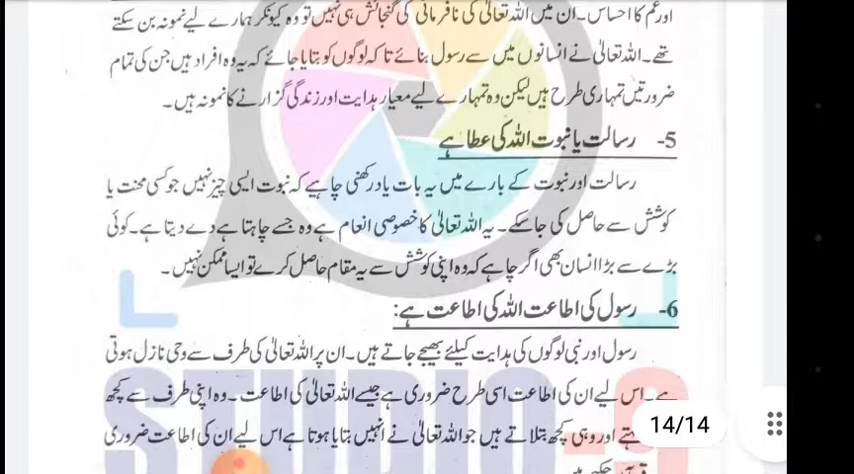 اور غم کا احساس۔ ان میں اللہ تعالیٰ کی نافرمانی کی گنجائش ہی نہیں تو وہ کیونکر ہمارے لیے نمونہ بن سکتے
تھے۔ اللہ تعالیٰ نے انسانوں میں سے رسول بنائے تاکہ لوگوں کو بتایا جائے کہ یہ وہ افراد ہیں جن کی تمام
ضرورتیں تمہاری طرح ہیں لیکن وہ تمہارے لیے معیار ہدایت اور زندگی گزارنے کا نمونہ ہیں۔
5- رسالت یا نبوت اللہ کی عطا ہے
رسالت اور نبوت کے بارے میں یہ بات یاد رکھنی چاہیے کہ نبوت ایسی چیز نہیں جو کسی محنت یا
کوشش سے حاصل کی جاسکے۔ یہ اللہ تعالیٰ کا خصوصی انعام ہے وہ جسے چاہتا ہے دے دیتا ہے۔ کوئی
بڑے سے بڑا انسان بھی اگر چاہے کہ وہ اپنی کوشش سے یہ مقام حاصل کرے تو ایسا ممکن نہیں۔
6- رسول کی اطاعت اللہ کی اطاعت ہے:
رسول اور نبی لوگوں کی ہدایت کیلئے بھیجے جاتے ہیں۔ ان پر اللہ تعالیٰ کی طرف سے وحی نازل ہوتی
ہے۔ اس لیے ان کی اطاعت اسی طرح ضروری ہے جیسے اللہ تعالیٰ کی اطاعت۔ وہ اپنی طرف سے کچھ
اور وہی کچھ بتلاتے ہیں جو اللہ تعالیٰ نے انہیں بتایا ہوتا ہے اس لیے ان کی اطاعت ضروری
14/14
STUDIO-9